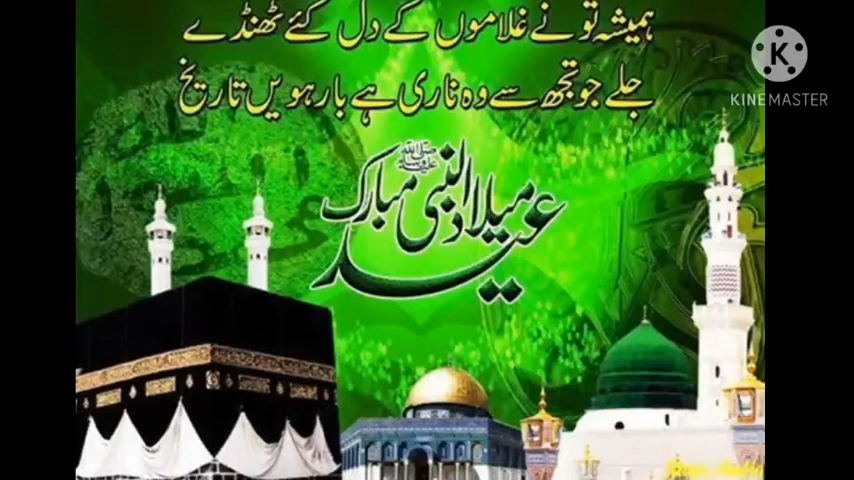 ہمیشہ تو نے غلاموں کے دل کئے ٹھنڈے
جلے جو تجھ سے وہ ناری ہے بارہویں تاریخ
K
KINEMASTER
صلی اللہ علیہ وسلم
عید میلاد النبی مبارک